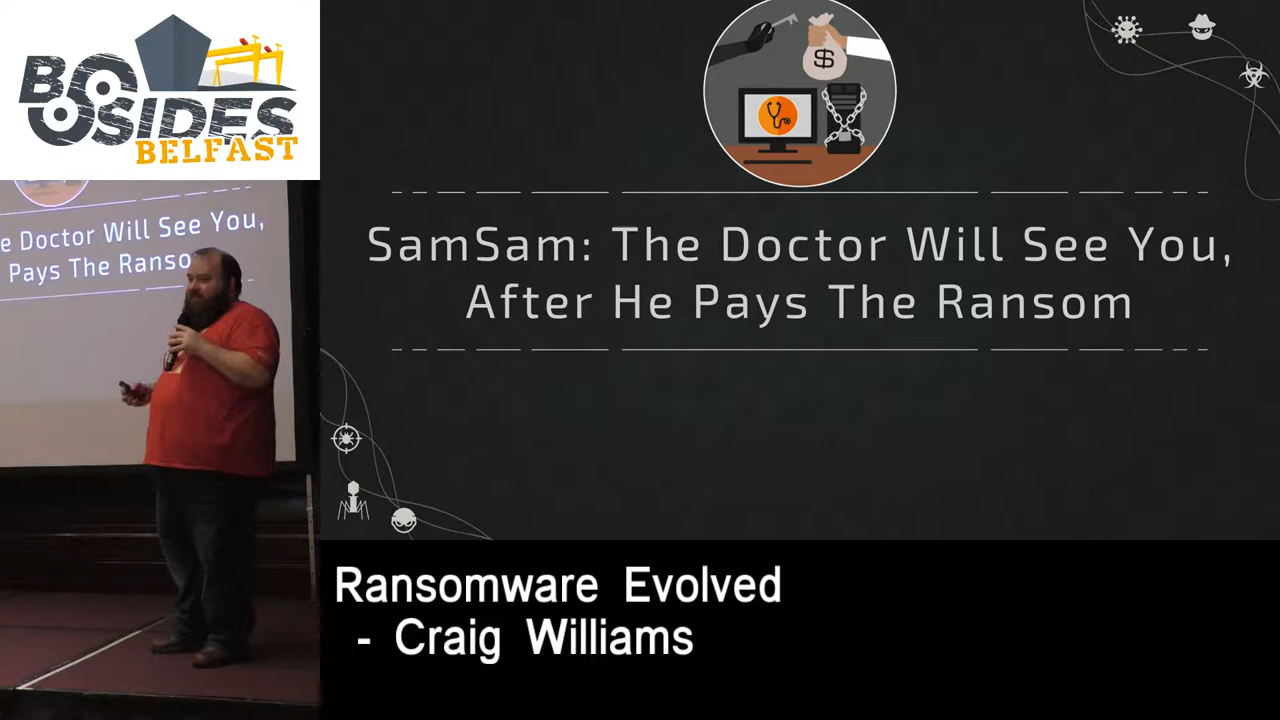 BSIDES
BELFAST
e Doctor Will See You,
Pays The Ranso
$
SamSam: The Doctor Will See You,
After He Pays The Ransom
Ransomware Evolved
- Craig Williams